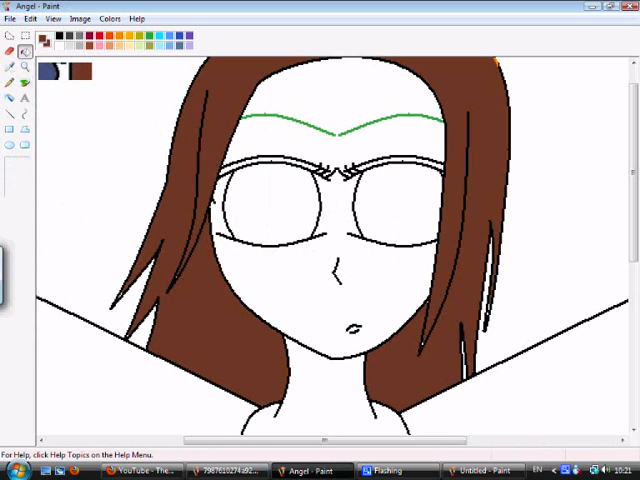 Angel - Paint
File Edit View Image Colors Help
For Help, click Help Topics on the Help Menu.
YouTube - The...
7987610274a92...
Angel - Paint
Flashing
Untitled - Paint
EN
10:21